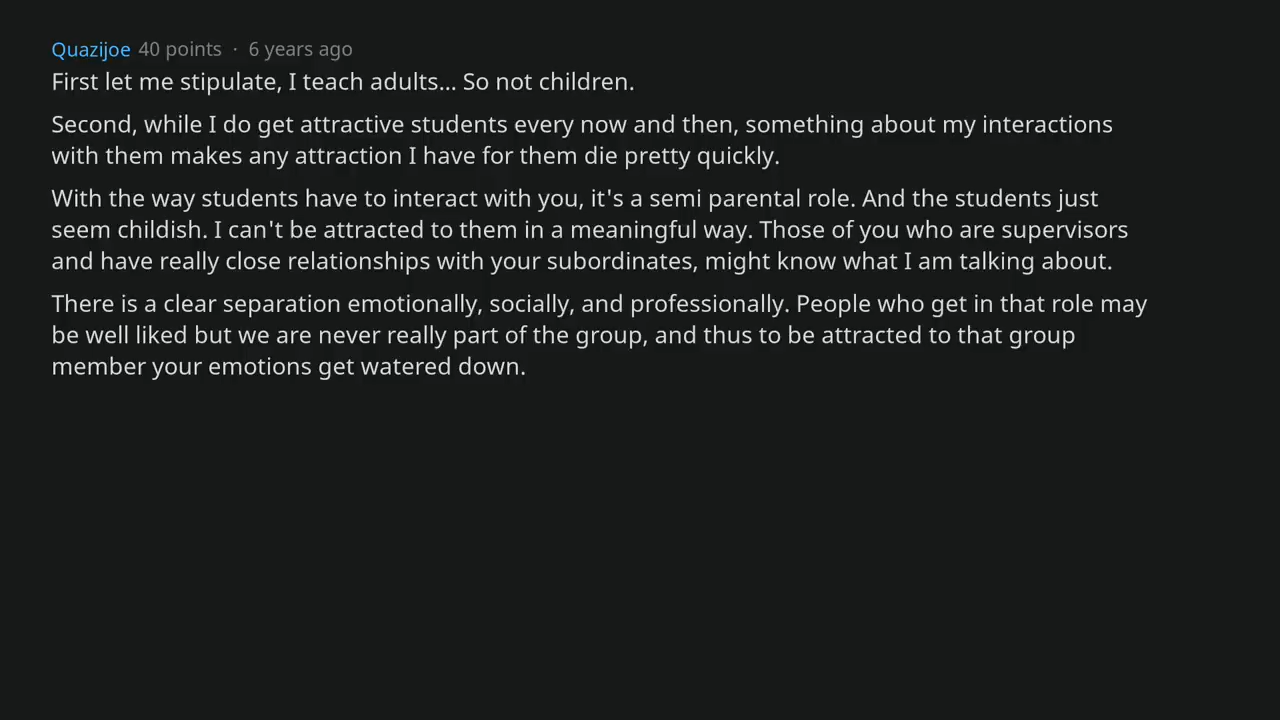 Quazijoe 40 points · 6 years ago
First let me stipulate, I teach adults... So not children.
Second, while I do get attractive students every now and then, something about my interactions
with them makes any attraction I have for them die pretty quickly.
With the way students have to interact with you, it's a semi parental role. And the students just
seem childish. I can't be attracted to them in a meaningful way. Those of you who are supervisors
and have really close relationships with your subordinates, might know what I am talking about.
There is a clear separation emotionally, socially, and professionally. People who get in that role may
be well liked but we are never really part of the group, and thus to be attracted to that group
member your emotions get watered down.